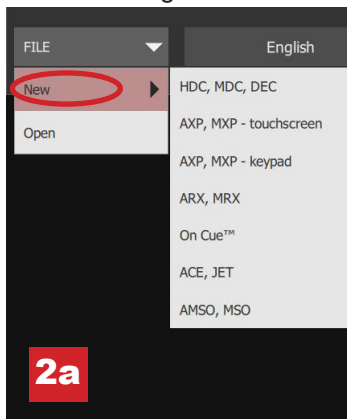 FILE
English
New
HDC, MDC, DEC
Open
AXP, MXP - touchscreen
AXP, MXP - keypad
ARX, MRX
On Cue™
ACE, JET
AMSO, MSO
2a